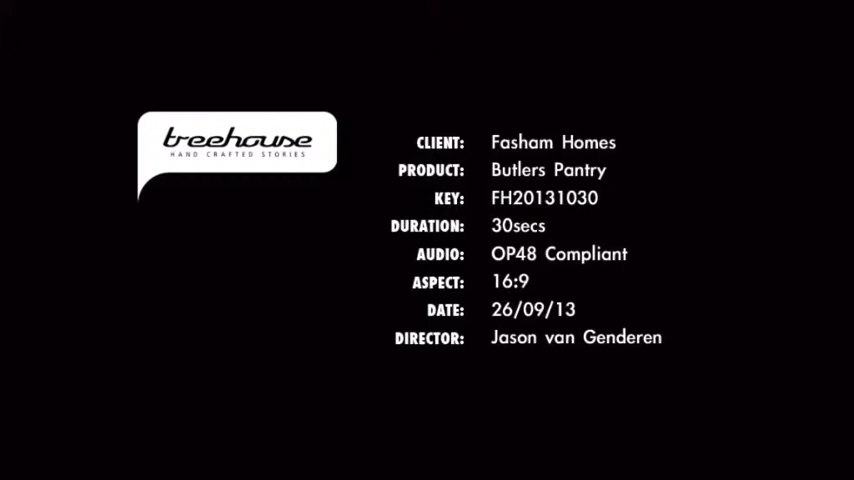 treehouse
HAND CRAFTED STORIES
CLIENT: Fasham Homes
PRODUCT: Butlers Pantry
KEY: FH20131030
DURATION: 30secs
AUDIO: OP48 Compliant
ASPECT: 16:9
DATE: 26/09/13
DIRECTOR: Jason van Genderen